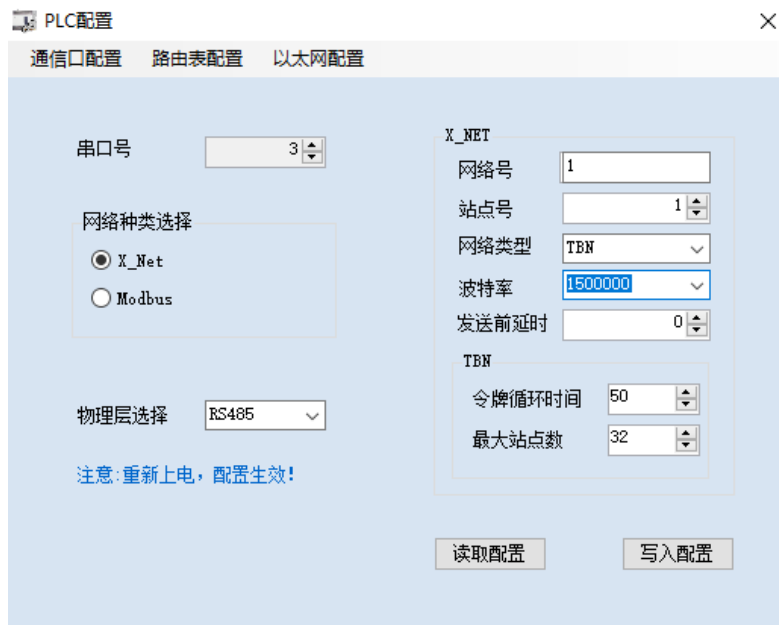 PLC配置
通信口配置 路由表配置 以太网配置
串口号 3
网络种类选择
X_Net
Modbus
物理层选择 RS485
注意:重新上电，配置生效!
X_NET
网络号 1
站点号 1
网络类型 TBN
波特率 1500000
发送前延时 0
TBN
令牌循环时间 50
最大站点数 32
读取配置 写入配置